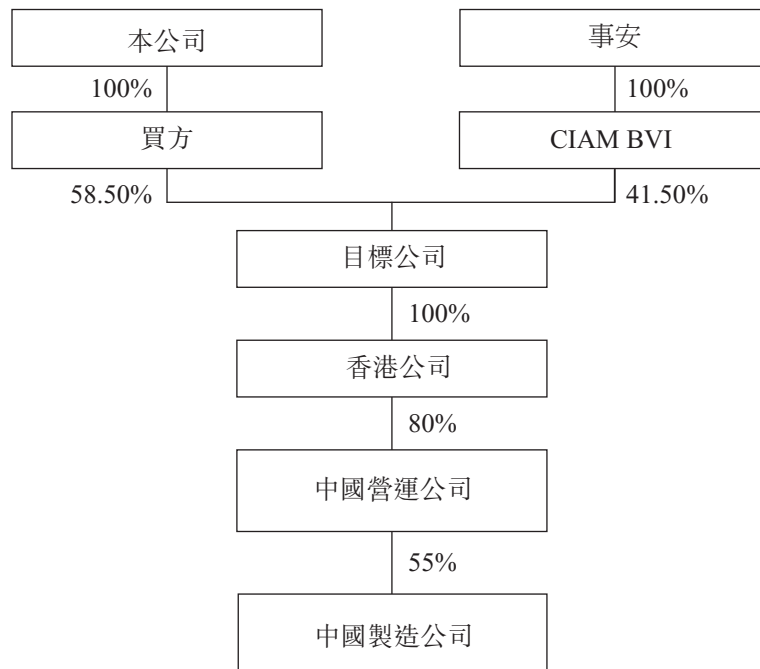 本公司
事安
100%
100%
買方
CIAM BVI
58.50%
41.50%
目標公司
100%
香港公司
80%
中國營運公司
55%
中國製造公司